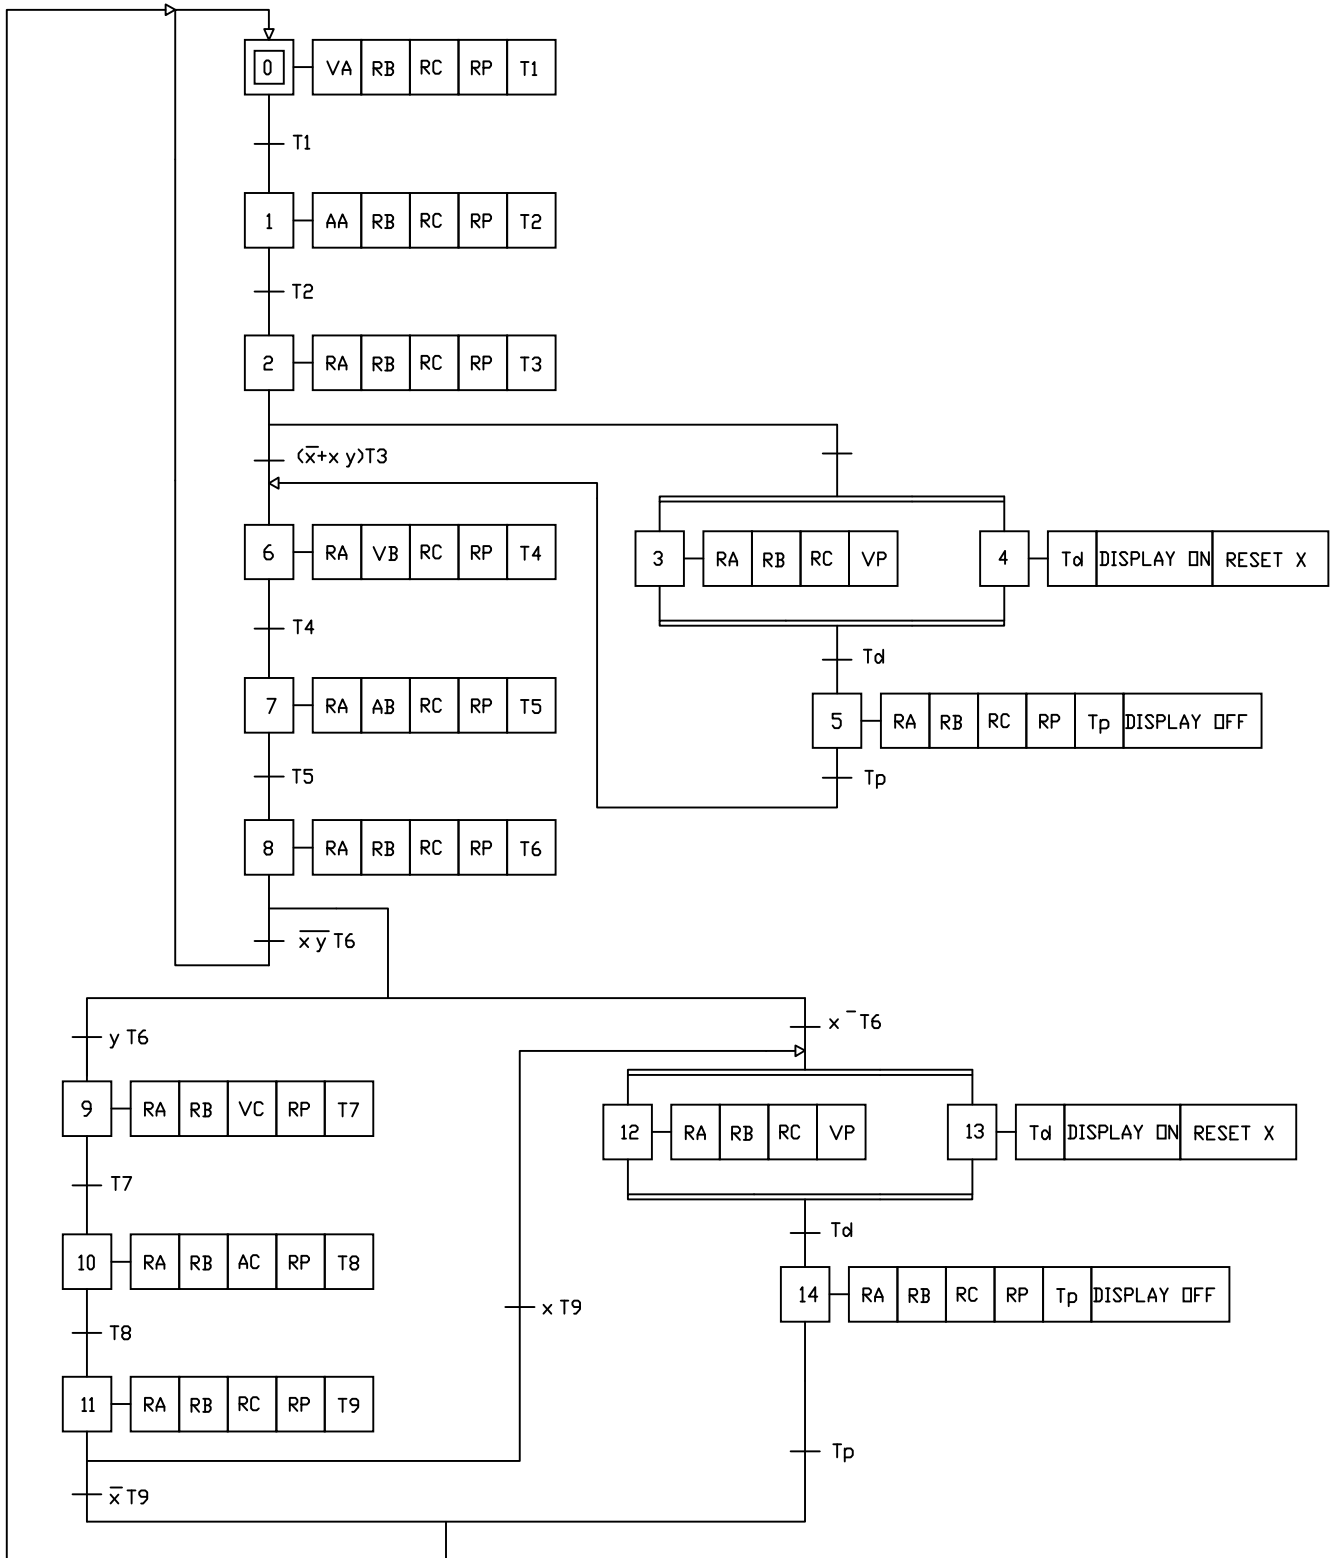 0 VA RB RC RP T1
T1
1 AA RB RC RP T2
T2
2 RA RB RC RP T3
(x̅+x y)T3
6 RA VB RC RP T4
3 RA RB RC VP
4 Td DISPLAY ON RESET X
T4
Td
7 RA AB RC RP T5
5 RA RB RC RP Tp DISPLAY OFF
T5
Tp
8 RA RB RC RP T6
x̅ y̅ T6
y T6
x ¯T6
9 RA RB VC RP T7
12 RA RB RC VP
13 Td DISPLAY ON RESET X
T7
Td
10 RA RB AC RP T8
14 RA RB RC RP Tp DISPLAY OFF
x T9
T8
11 RA RB RC RP T9
Tp
x̅ T9